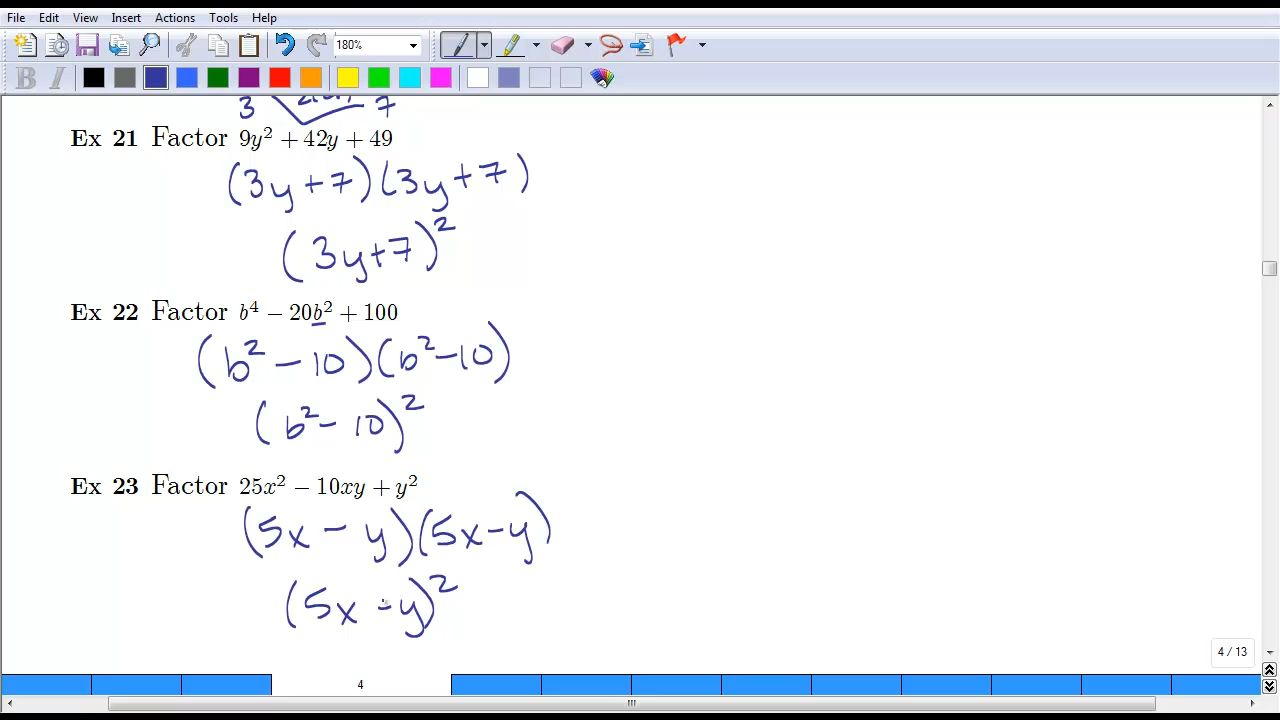 File Edit View Insert Actions Tools Help
180%
B I
3 7
Ex 21 Factor 9y² + 42y + 49
(3y+7)(3y+7)
(3y+7)²
Ex 22 Factor b⁴ − 20b² + 100
(b² − 10)(b² − 10)
(b² − 10)²
Ex 23 Factor 25x² − 10xy + y²
(5x − y)(5x − y)
(5x − y)²
4 / 13
4